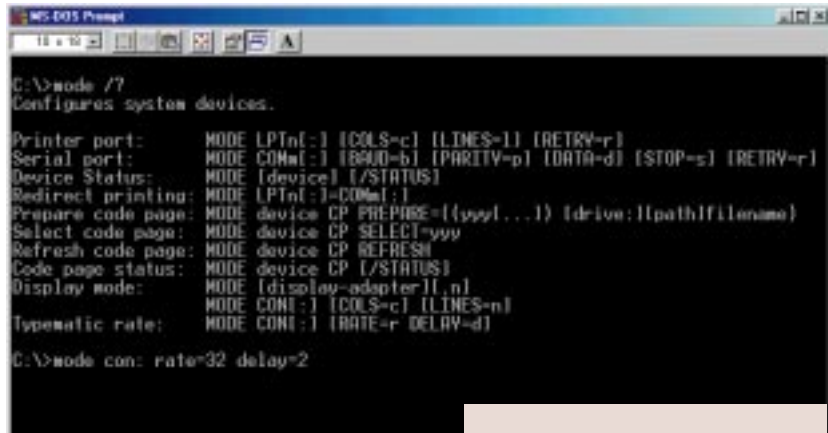 MS-DOS Prompt
A
C:\>mode /?
Configures system devices.
Printer port: MODE LPTn[:] [COLS=c] [LINES=l] [RETRY=r]
Serial port: MODE COMm[:] [BAUD=b] [PARITY=p] [DATA=d] [STOP=s] [RETRY=r]
Device Status: MODE [device] [/STATUS]
Redirect printing: MODE LPTn[:]=COMm[:]
Prepare code page: MODE device CP PREPARE=((yyy[...]) [drive:][path]filename)
Select code page: MODE device CP SELECT=yyy
Refresh code page: MODE device CP REFRESH
Code page status: MODE device CP [/STATUS]
Display mode: MODE [display-adapter][,n]
MODE CON[:] [COLS=c] [LINES=n]
Typematic rate: MODE CON[:] [RATE=r DELAY=d]
C:\>mode con: rate=32 delay=2